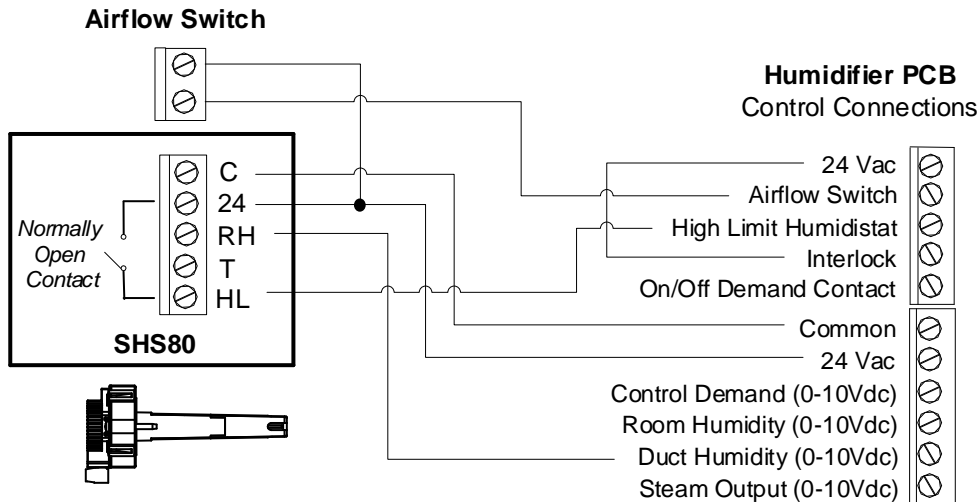 Airflow Switch
Humidifier PCB
Control Connections
C
24
RH
T
HL
Normally
Open
Contact
SHS80
24 Vac
Airflow Switch
High Limit Humidistat
Interlock
On/Off Demand Contact
Common
24 Vac
Control Demand (0-10Vdc)
Room Humidity (0-10Vdc)
Duct Humidity (0-10Vdc)
Steam Output (0-10Vdc)